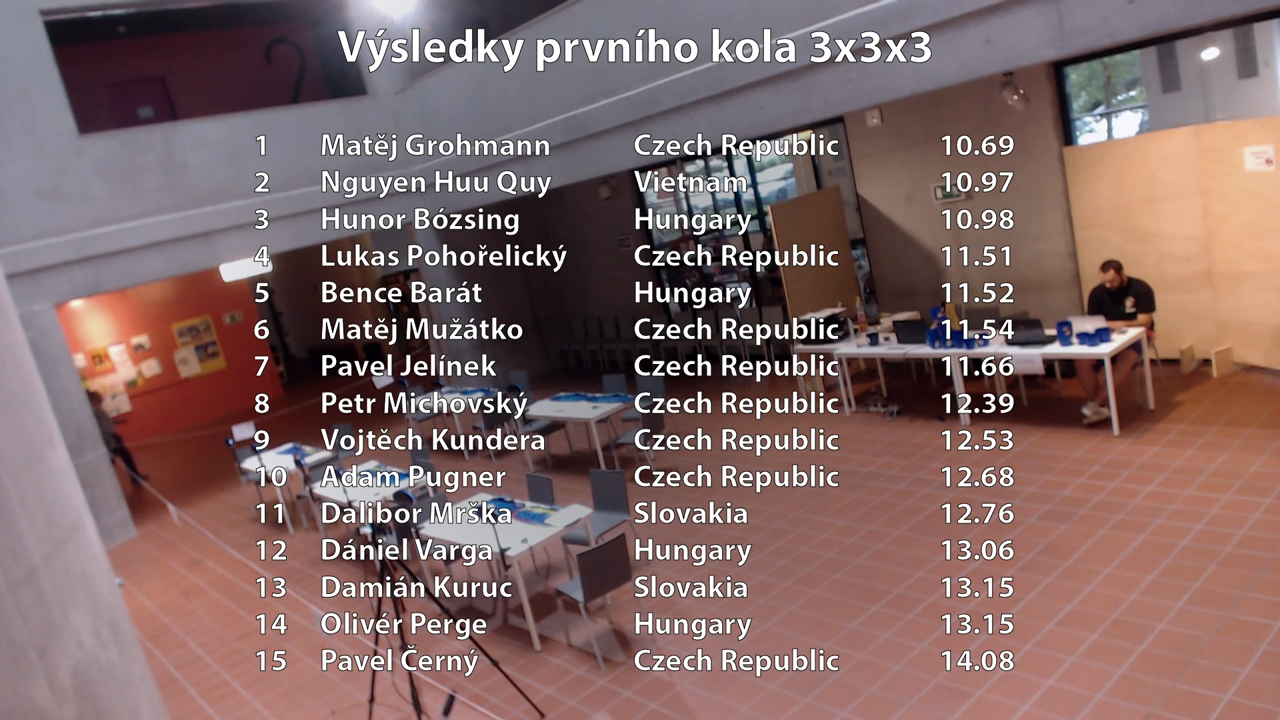 Výsledky prvního kola 3x3x3
1 Matěj Grohmann Czech Republic 10.69
2 Nguyen Huu Quy Vietnam 10.97
3 Hunor Bózsing Hungary 10.98
4 Lukas Pohořelický Czech Republic 11.51
5 Bence Barát Hungary 11.52
6 Matěj Mužátko Czech Republic 11.54
7 Pavel Jelínek Czech Republic 11.66
8 Petr Michovský Czech Republic 12.39
9 Vojtěch Kundera Czech Republic 12.53
10 Adam Pugner Czech Republic 12.68
11 Dalibor Mrška Slovakia 12.76
12 Dániel Varga Hungary 13.06
13 Damián Kuruc Slovakia 13.15
14 Olivér Perge Hungary 13.15
15 Pavel Černý Czech Republic 14.08